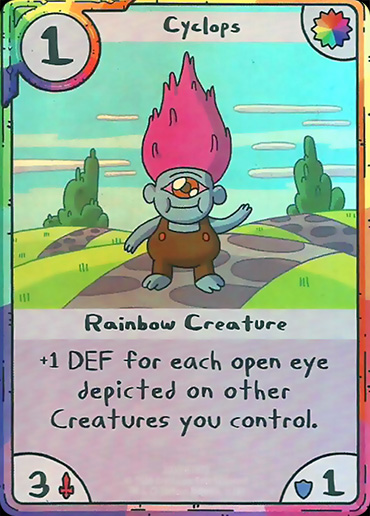 1
Cyclops
Rainbow Creature
+1 DEF for each open eye
depicted on other
Creatures you control.
3
1